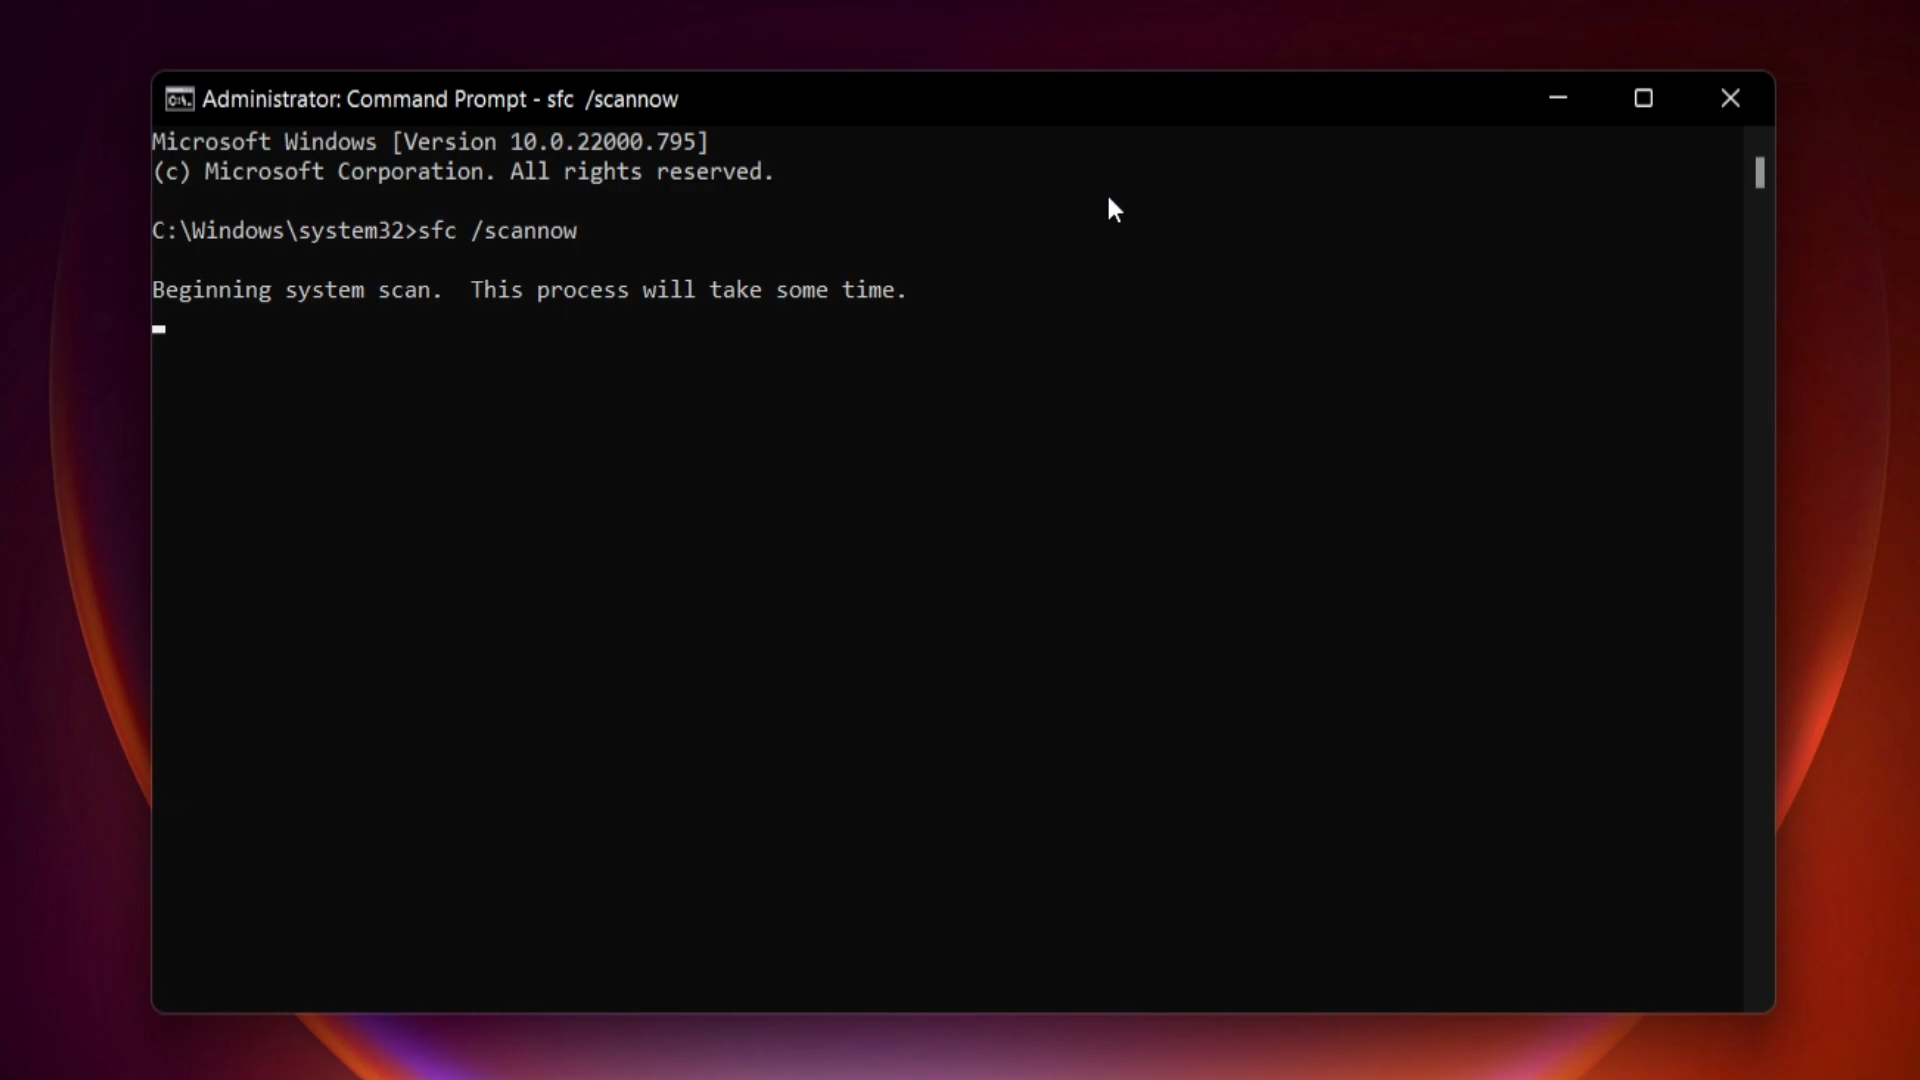 Administrator: Command Prompt - sfc  /scannow
Microsoft Windows [Version 10.0.22000.795]
(c) Microsoft Corporation. All rights reserved.
C:\Windows\system32>sfc /scannow
Beginning system scan.  This process will take some time.